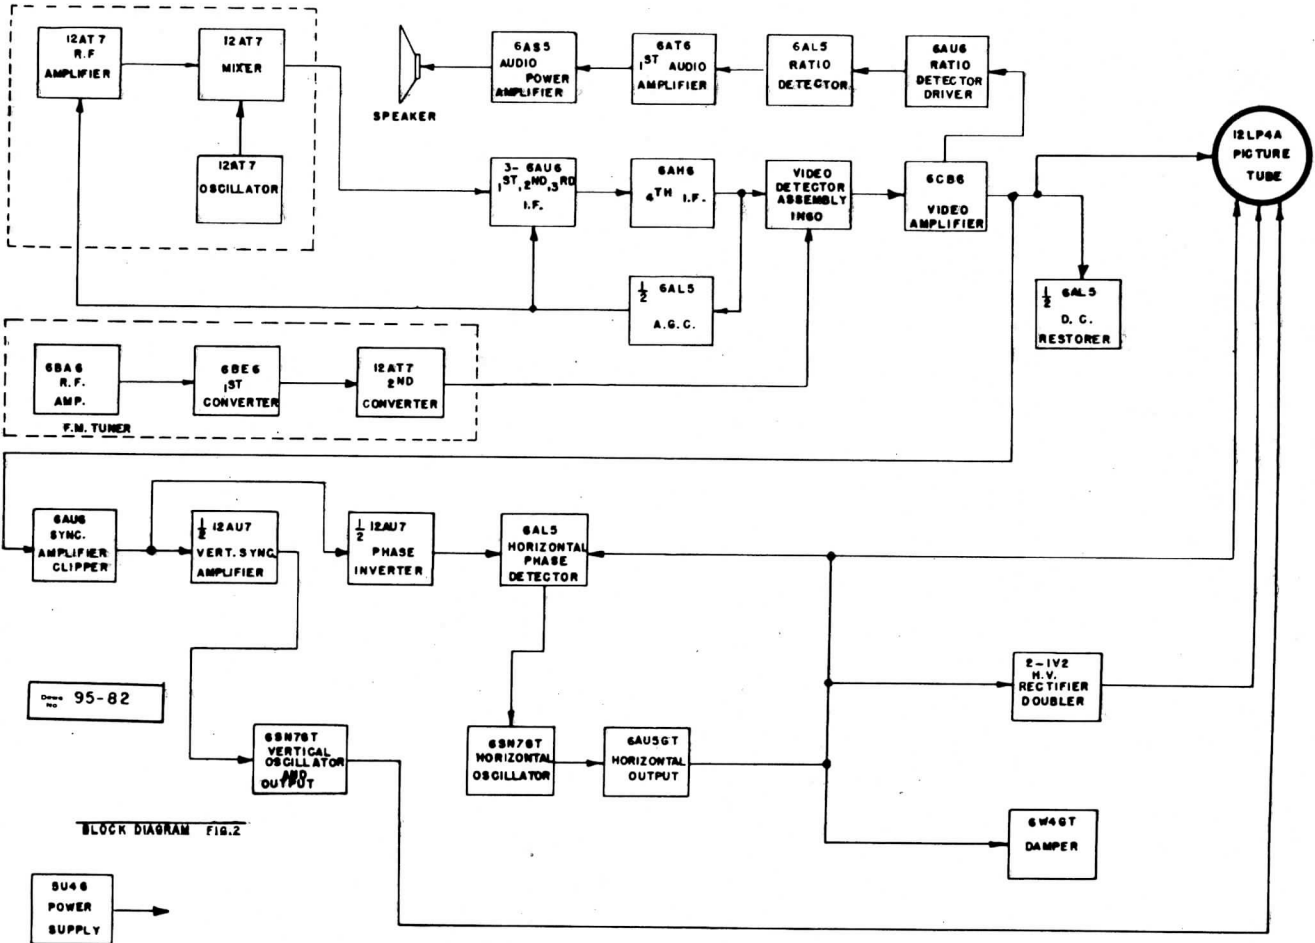 12AT7
R.F
AMPLIFIER
12AT7
MIXER
12AT7
OSCILLATOR
SPEAKER
6AS5
AUDIO
POWER
AMPLIFIER
6AT6
1ST AUDIO
AMPLIFIER
6AL5
RATIO
DETECTOR
6AU6
RATIO
DETECTOR
DRIVER
3-6AU6
1ST,2ND,3RD
I.F.
6AH6
4TH I.F.
VIDEO
DETECTOR
ASSEMBLY
IN60
6CB6
VIDEO
AMPLIFIER
12LP4A
PICTURE
TUBE
1/2 6AL5
A.G.C.
1/2 6AL5
D.C.
RESTORER
6BA6
R.F.
AMP.
6BE6
1ST
CONVERTER
12AT7
2ND
CONVERTER
F.M. TUNER
6AU6
SYNC.
AMPLIFIER
CLIPPER
1/2 12AU7
VERT. SYNC.
AMPLIFIER
1/2 12AU7
PHASE
INVERTER
6AL5
HORIZONTAL
PHASE
DETECTOR
2-1V2
H.V.
RECTIFIER
DOUBLER
DRWG
NO 95-82
6SN7GT
VERTICAL
OSCILLATOR
AND
OUTPUT
6SN7GT
HORIZONTAL
OSCILLATOR
6AU5GT
HORIZONTAL
OUTPUT
6W4GT
DAMPER
BLOCK DIAGRAM FIG.2
5U4G
POWER
SUPPLY